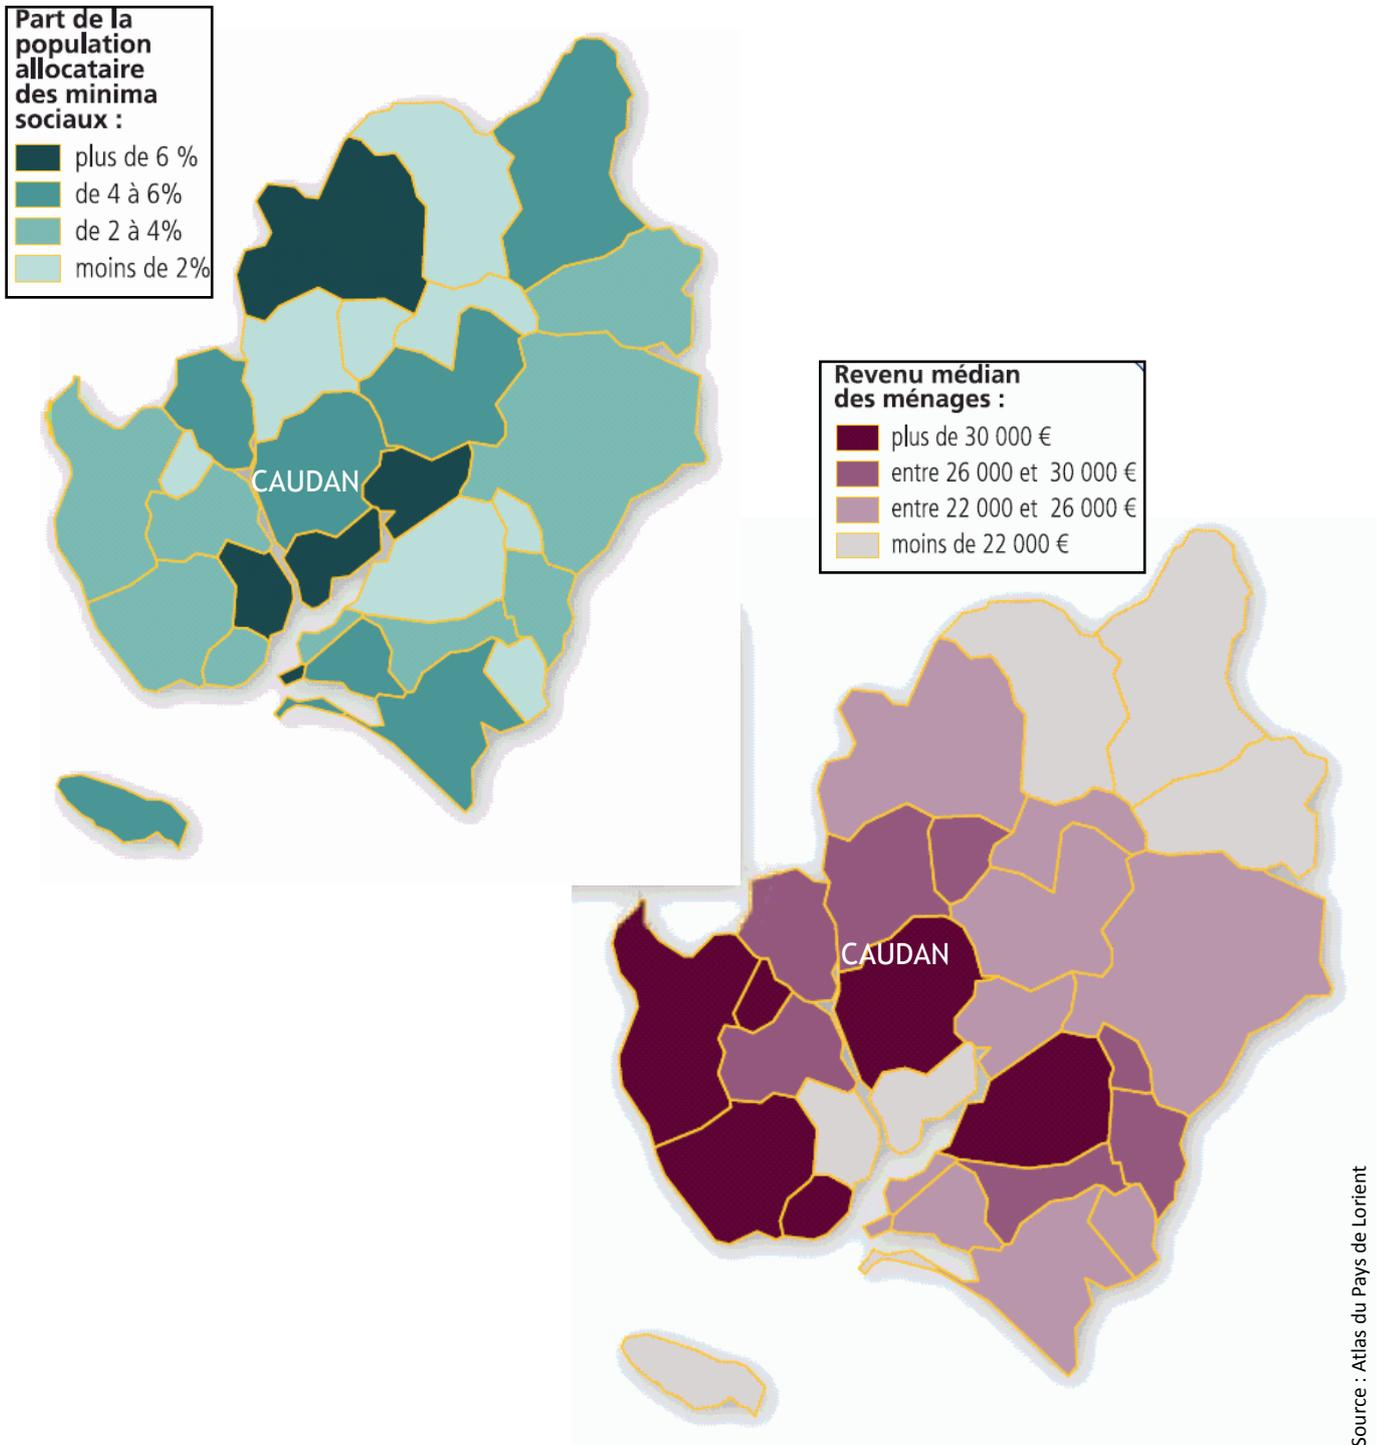 Part de la
population
allocataire
des minima
sociaux :
plus de 6 %
de 4 à 6%
de 2 à 4%
moins de 2%
CAUDAN
Revenu médian
des ménages :
plus de 30 000 €
entre 26 000 et 30 000 €
entre 22 000 et 26 000 €
moins de 22 000 €
CAUDAN
Source : Atlas du Pays de Lorient